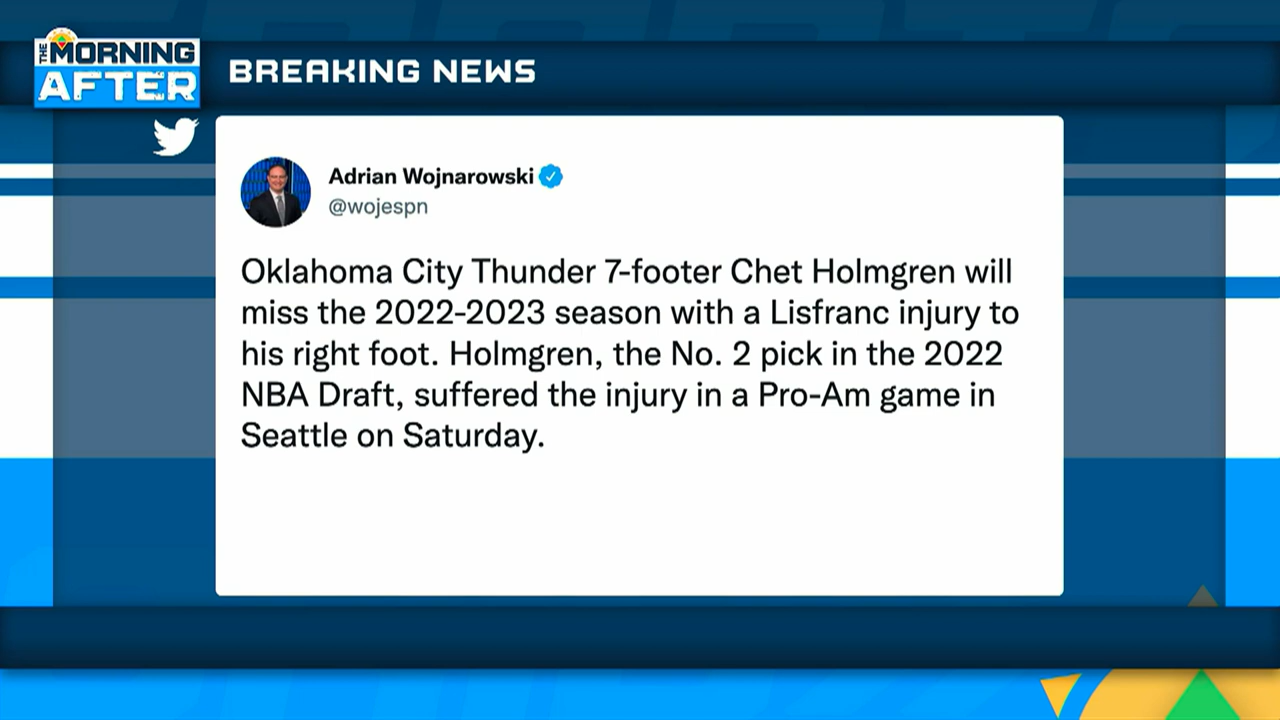 THE MORNING
AFTER
BREAKING NEWS
Adrian Wojnarowski
@wojespn
Oklahoma City Thunder 7-footer Chet Holmgren will
miss the 2022-2023 season with a Lisfranc injury to
his right foot. Holmgren, the No. 2 pick in the 2022
NBA Draft, suffered the injury in a Pro-Am game in
Seattle on Saturday.